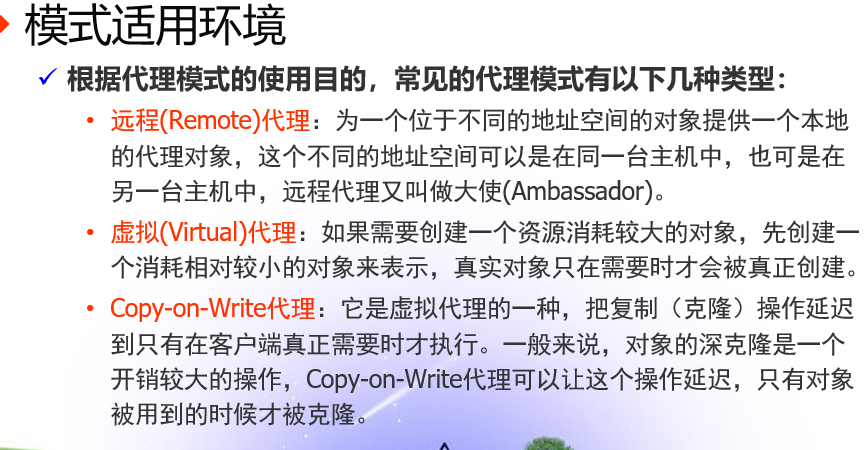 模式适用环境
根据代理模式的使用目的，常见的代理模式有以下几种类型：
远程(Remote)代理：为一个位于不同的地址空间的对象提供一个本地
的代理对象，这个不同的地址空间可以是在同一台主机中，也可是在
另一台主机中，远程代理又叫做大使(Ambassador)。
虚拟(Virtual)代理：如果需要创建一个资源消耗较大的对象，先创建一
个消耗相对较小的对象来表示，真实对象只在需要时才会被真正创建。
Copy-on-Write代理：它是虚拟代理的一种，把复制（克隆）操作延迟
到只有在客户端真正需要时才执行。一般来说，对象的深克隆是一个
开销较大的操作，Copy-on-Write代理可以让这个操作延迟，只有对象
被用到的时候才被克隆。